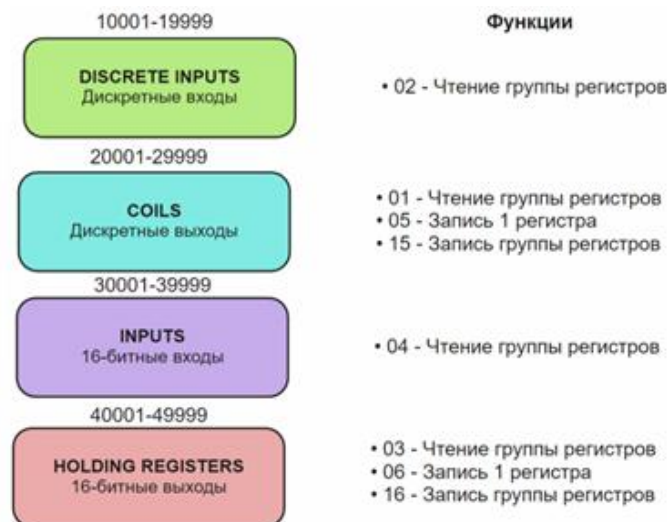 10001-19999
Функции
DISCRETE INPUTS
Дискретные входы
• 02 - Чтение группы регистров
20001-29999
COILS
Дискретные выходы
• 01 - Чтение группы регистров
• 05 - Запись 1 регистра
• 15 - Запись группы регистров
30001-39999
INPUTS
16-битные входы
• 04 - Чтение группы регистров
40001-49999
HOLDING REGISTERS
16-битные выходы
• 03 - Чтение группы регистров
• 06 - Запись 1 регистра
• 16 - Запись группы регистров